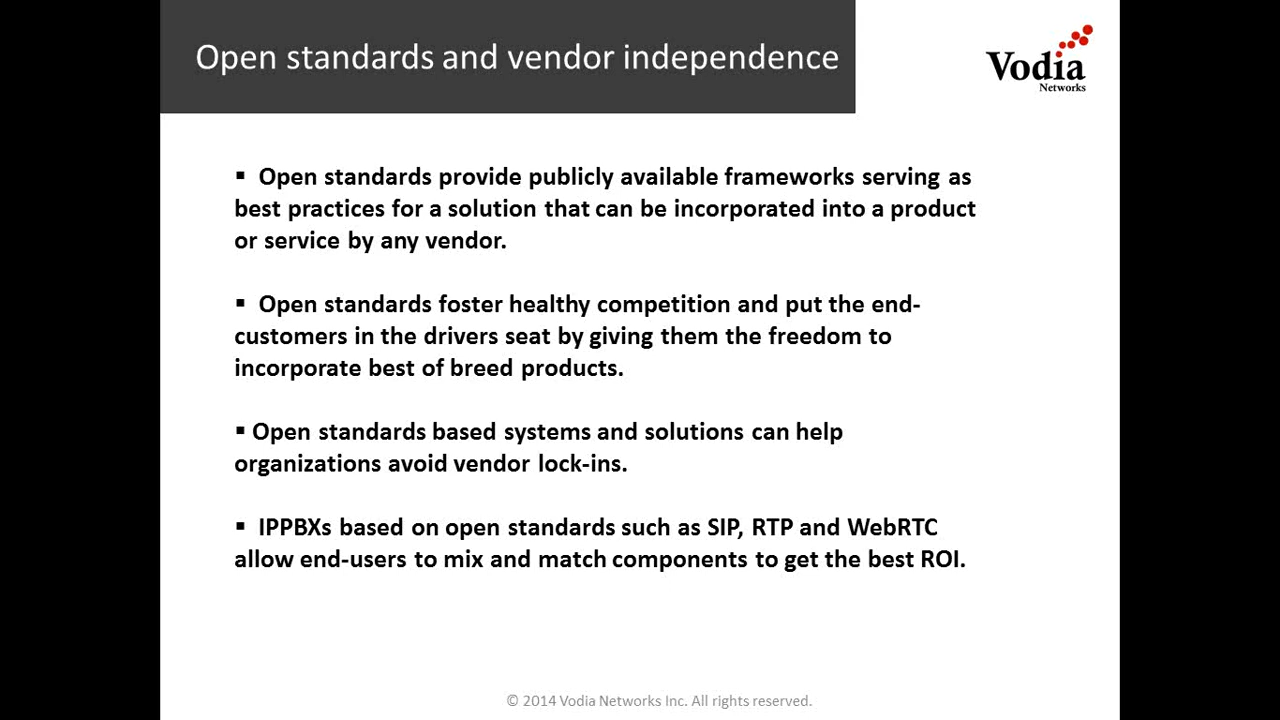 Open standards and vendor independence
Vodia
Networks
▪ Open standards provide publicly available frameworks serving as
best practices for a solution that can be incorporated into a product
or service by any vendor.
▪ Open standards foster healthy competition and put the end-
customers in the drivers seat by giving them the freedom to
incorporate best of breed products.
▪ Open standards based systems and solutions can help
organizations avoid vendor lock-ins.
▪ IPPBXs based on open standards such as SIP, RTP and WebRTC
allow end-users to mix and match components to get the best ROI.
© 2014 Vodia Networks Inc. All rights reserved.